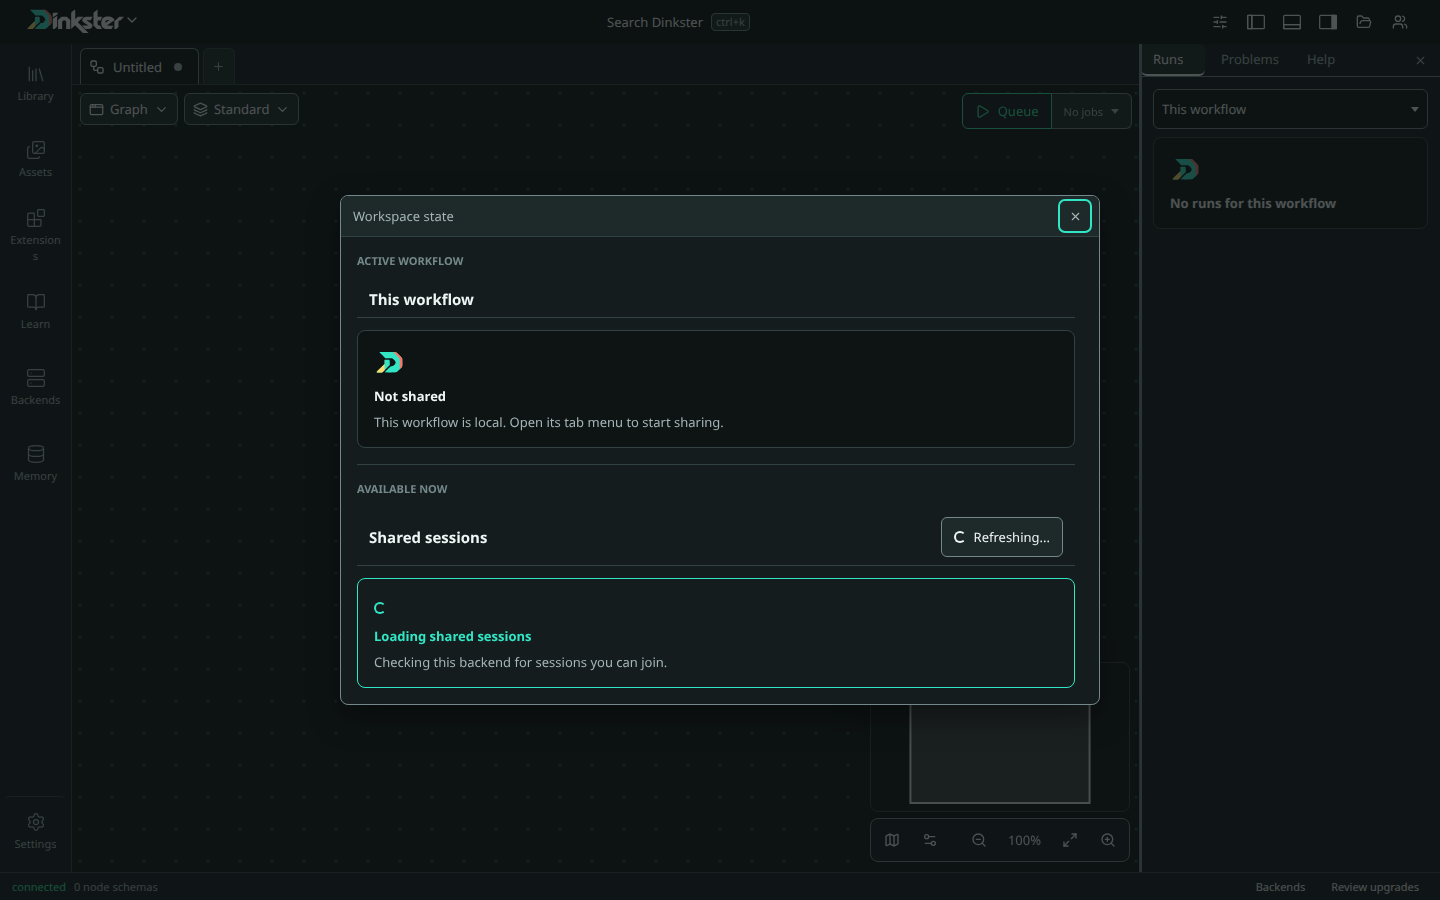 Dinkster
Search Dinkster ctrl+k
Untitled
+
Runs Problems Help
Library
Assets
Extension
s
Learn
Backends
Memory
Settings
Graph
Standard
Queue
No jobs
This workflow
No runs for this workflow
Workspace state
ACTIVE WORKFLOW
This workflow
Not shared
This workflow is local. Open its tab menu to start sharing.
AVAILABLE NOW
Shared sessions
Refreshing...
Loading shared sessions
Checking this backend for sessions you can join.
100%
connected 0 node schemas
Backends Review upgrades